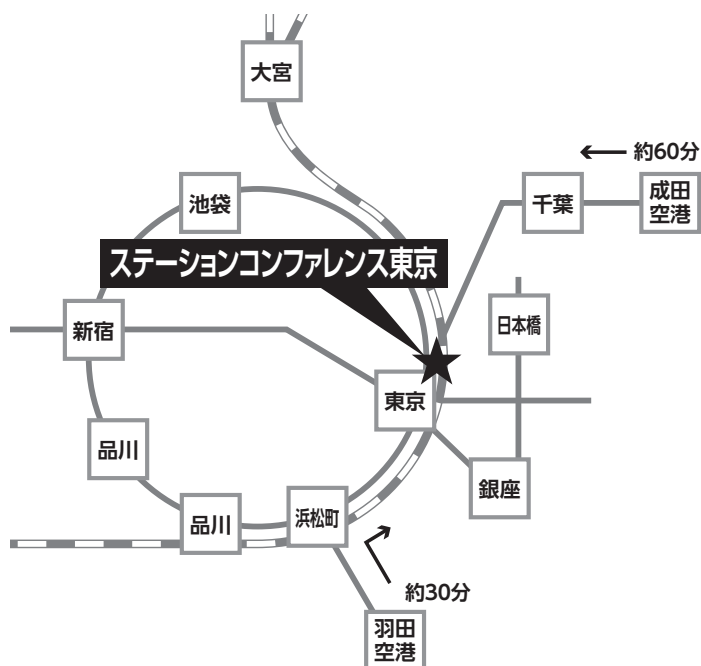 大宮
約60分
池袋
千葉
成田
空港
ステーションコンファレンス東京
日本橋
新宿
東京
品川
銀座
品川
浜松町
約30分
羽田
空港